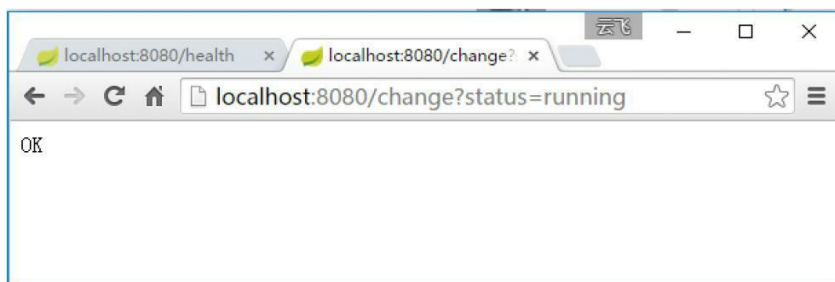 云飞
localhost:8080/health
localhost:8080/change?
localhost:8080/change?status=running
OK